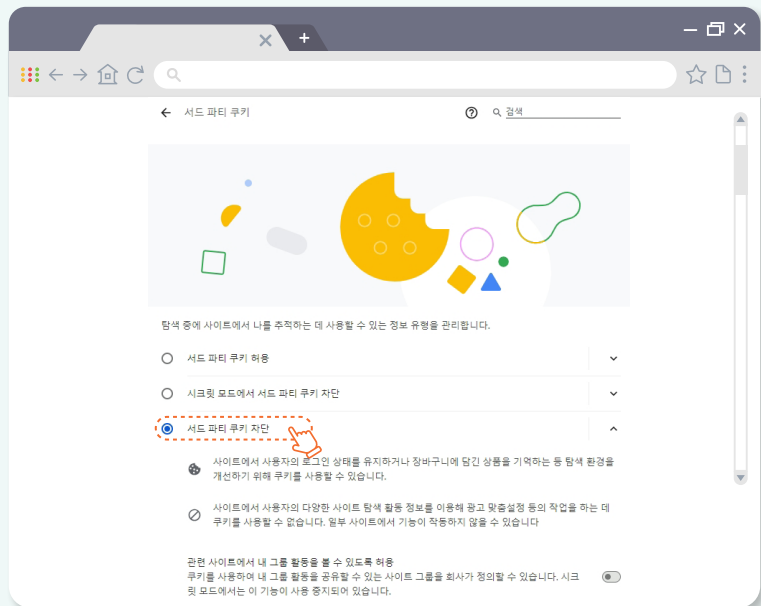 서드 파티 쿠키
검색
탐색 중에 사이트에서 나를 추적하는 데 사용할 수 있는 정보 유형을 관리합니다.
서드 파티 쿠키 허용
시크릿 모드에서 서드 파티 쿠키 차단
서드 파티 쿠키 차단
사이트에서 사용자의 로그인 상태를 유지하거나 장바구니에 담긴 상품을 기억하는 등 탐색 환경을
개선하기 위해 쿠키를 사용할 수 있습니다.
사이트에서 사용자의 다양한 사이트 탐색 활동 정보를 이용해 광고 맞춤설정 등의 작업을 하는 데
쿠키를 사용할 수 없습니다. 일부 사이트에서 기능이 작동하지 않을 수 있습니다
관련 사이트에서 내 그룹 활동을 볼 수 있도록 허용
쿠키를 사용하여 내 그룹 활동을 공유할 수 있는 사이트 그룹을 회사가 정의할 수 있습니다. 시크
릿 모드에서는 이 기능이 사용 중지되어 있습니다.